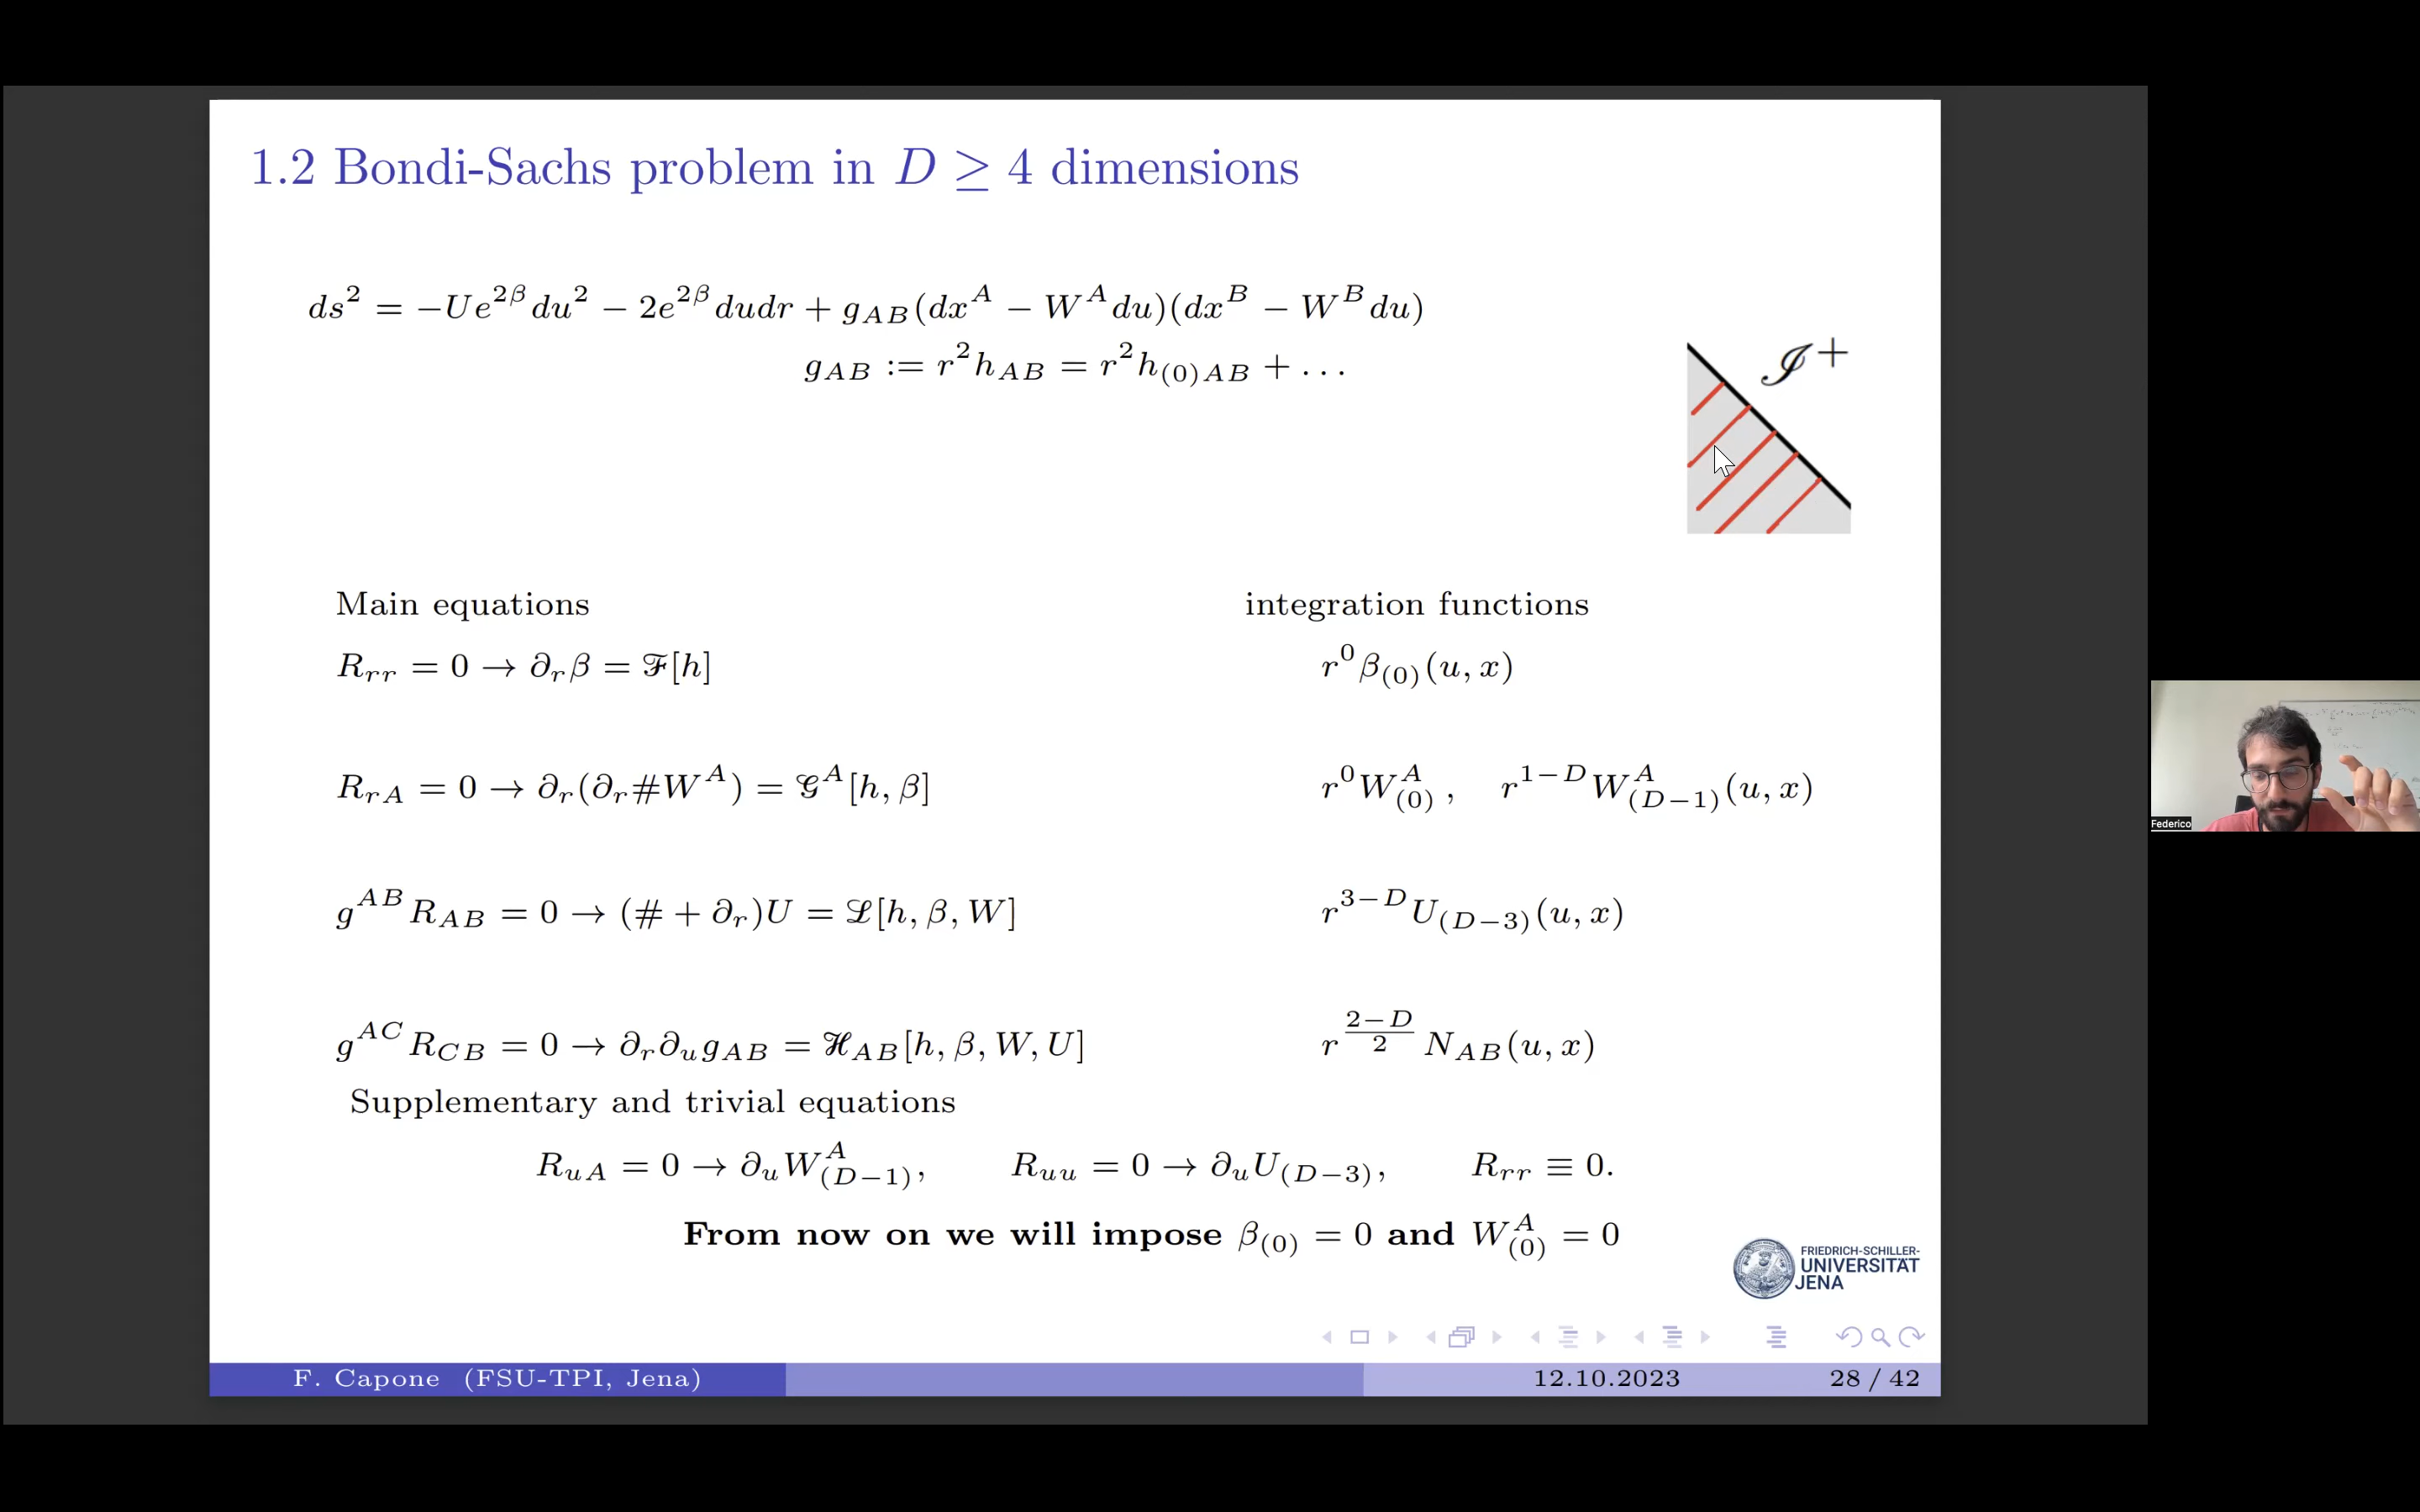 1.2 Bondi-Sachs problem in D ≥ 4 dimensions
ds² = −Ue^{2β}du² − 2e^{2β}dudr + g_{AB}(dx^A − W^A du)(dx^B − W^B du)
g_{AB} := r²h_{AB} = r²h_{(0)AB} + ...
𝓘⁺
Main equations integration functions
R_{rr} = 0 → ∂_rβ = ℱ[h] r⁰β_{(0)}(u, x)
R_{rA} = 0 → ∂_r(∂_r#W^A) = 𝒢^A[h, β] r⁰W^A_{(0)}, r^{1−D}W^A_{(D−1)}(u, x)
g^{AB}R_{AB} = 0 → (# + ∂_r)U = ℒ[h, β, W] r^{3−D}U_{(D−3)}(u, x)
g^{AC}R_{CB} = 0 → ∂_r∂_u g_{AB} = ℋ_{AB}[h, β, W, U] r^{\frac{2−D}{2}}N_{AB}(u, x)
Supplementary and trivial equations
R_{uA} = 0 → ∂_uW^A_{(D−1)}, R_{uu} = 0 → ∂_uU_{(D−3)}, R_{rr} ≡ 0.
From now on we will impose β_{(0)} = 0 and W^A_{(0)} = 0
FRIEDRICH-SCHILLER-
UNIVERSITÄT
JENA
F. Capone (FSU-TPI, Jena) 12.10.2023 28 / 42
Federico